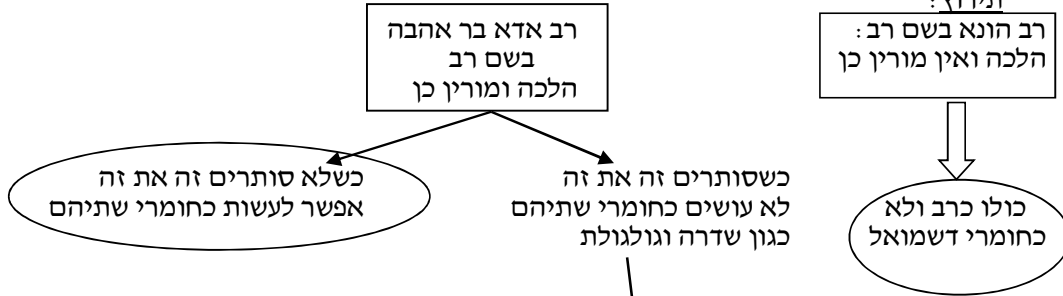 תירוץ:
רב הונא בשם רב:
הלכה ואין מורין כן
רב אדא בר אהבה
בשם רב
הלכה ומורין כן
כשסותרים זה את זה
לא עושים כחומרי שתיהם
כגון שדרה וגולגולת
כשלא סותרים זה את זה
אפשר לעשות כחומרי שתיהם
כולו כרב ולא
כחומרי דשמואל